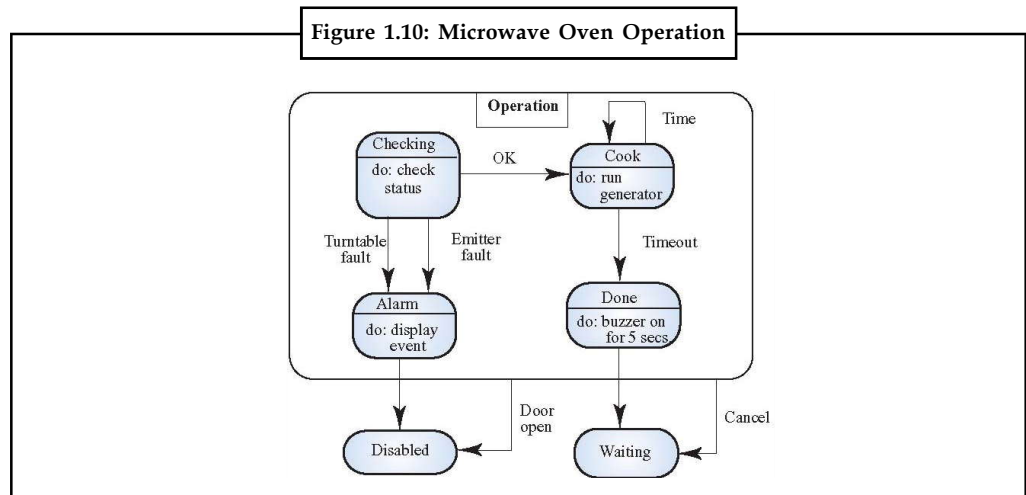 Figure 1.10: Microwave Oven Operation
Operation
Time
Checking
do: check
status
OK
Cook
do: run
generator
Turntable
fault
Emitter
fault
Timeout
Alarm
do: display
event
Done
do: buzzer on
for 5 secs
Door
open
Cancel
Disabled
Waiting